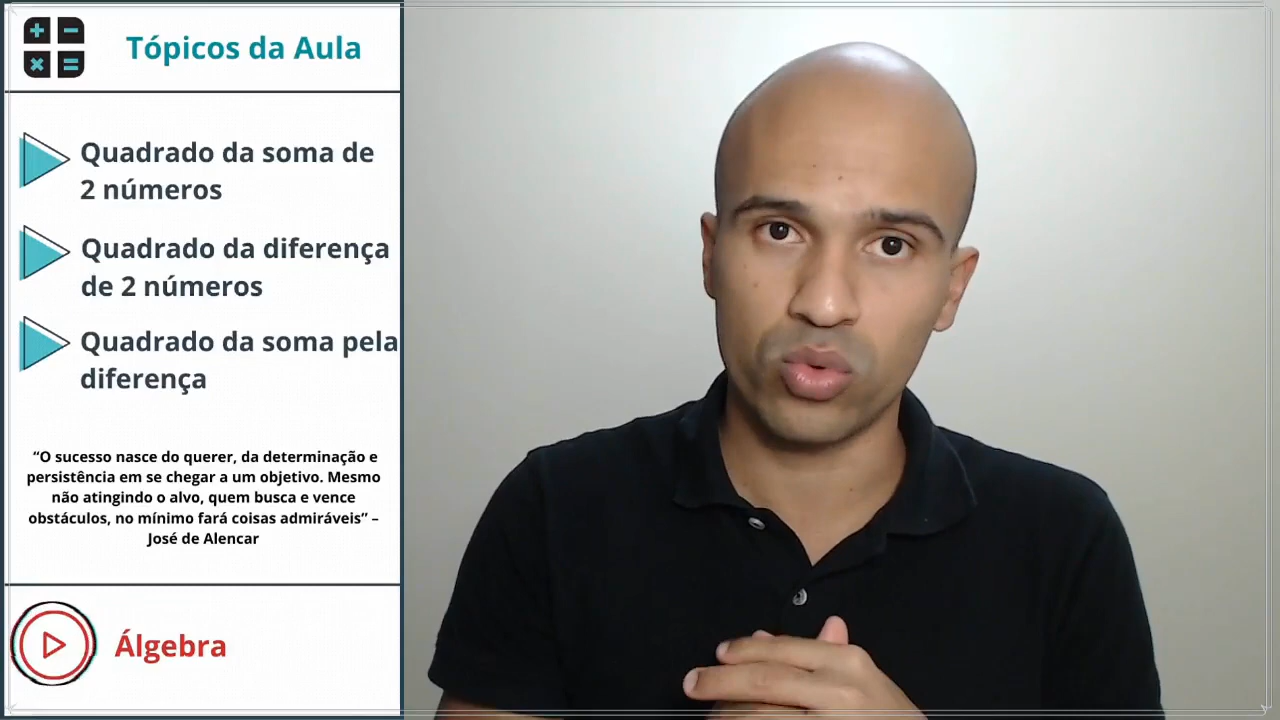 Tópicos da Aula
Quadrado da soma de
2 números
Quadrado da diferença
de 2 números
Quadrado da soma pela
diferença
“O sucesso nasce do querer, da determinação e
persistência em se chegar a um objetivo. Mesmo
não atingindo o alvo, quem busca e vence
obstáculos, no mínimo fará coisas admiráveis” –
José de Alencar
Álgebra